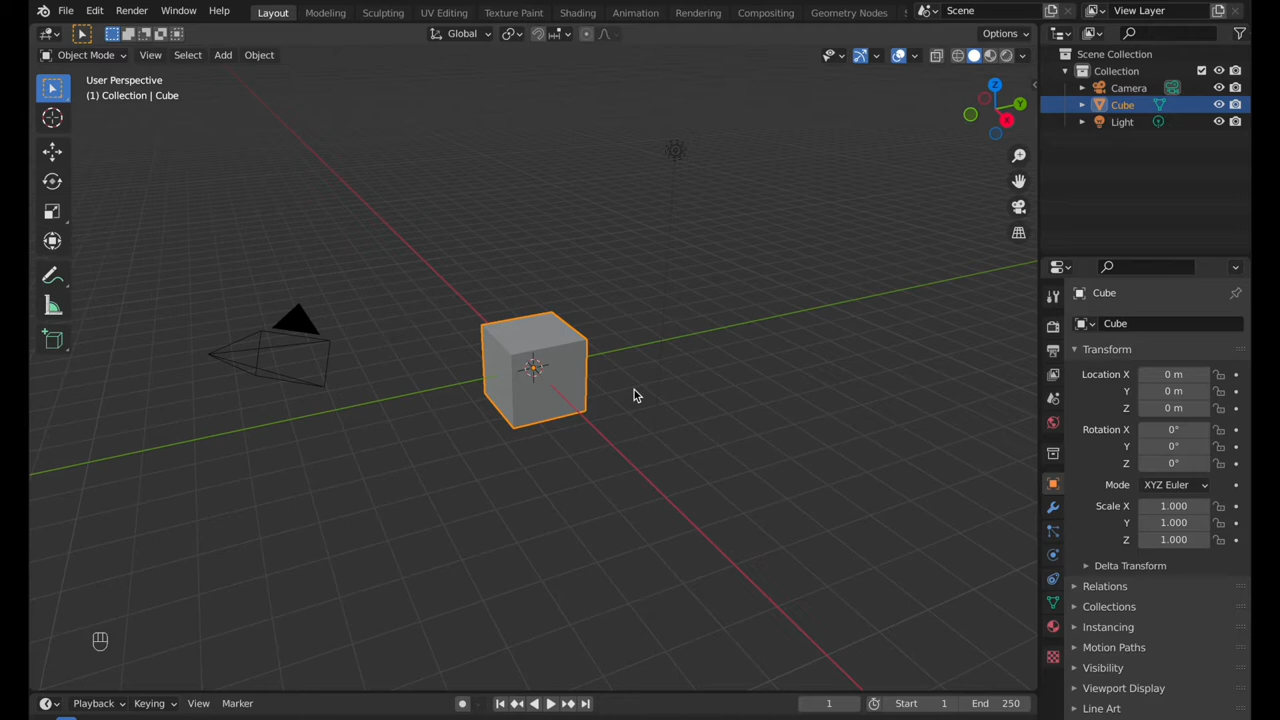 File Edit Render Window Help Layout Modeling Sculpting UV Editing Texture Paint Shading Animation Rendering Compositing Geometry Nodes Scene View Layer
Global Options
Object Mode View Select Add Object
User Perspective
(1) Collection | Cube
Z
Y
X
Scene Collection
Collection
Camera
Cube
Light
Cube
Cube
Transform
Location X 0 m
Y 0 m
Z 0 m
Rotation X 0°
Y 0°
Z 0°
Mode XYZ Euler
Scale X 1.000
Y 1.000
Z 1.000
Delta Transform
Relations
Collections
Instancing
Motion Paths
Visibility
Viewport Display
Line Art
Playback Keying View Marker 1 Start 1 End 250